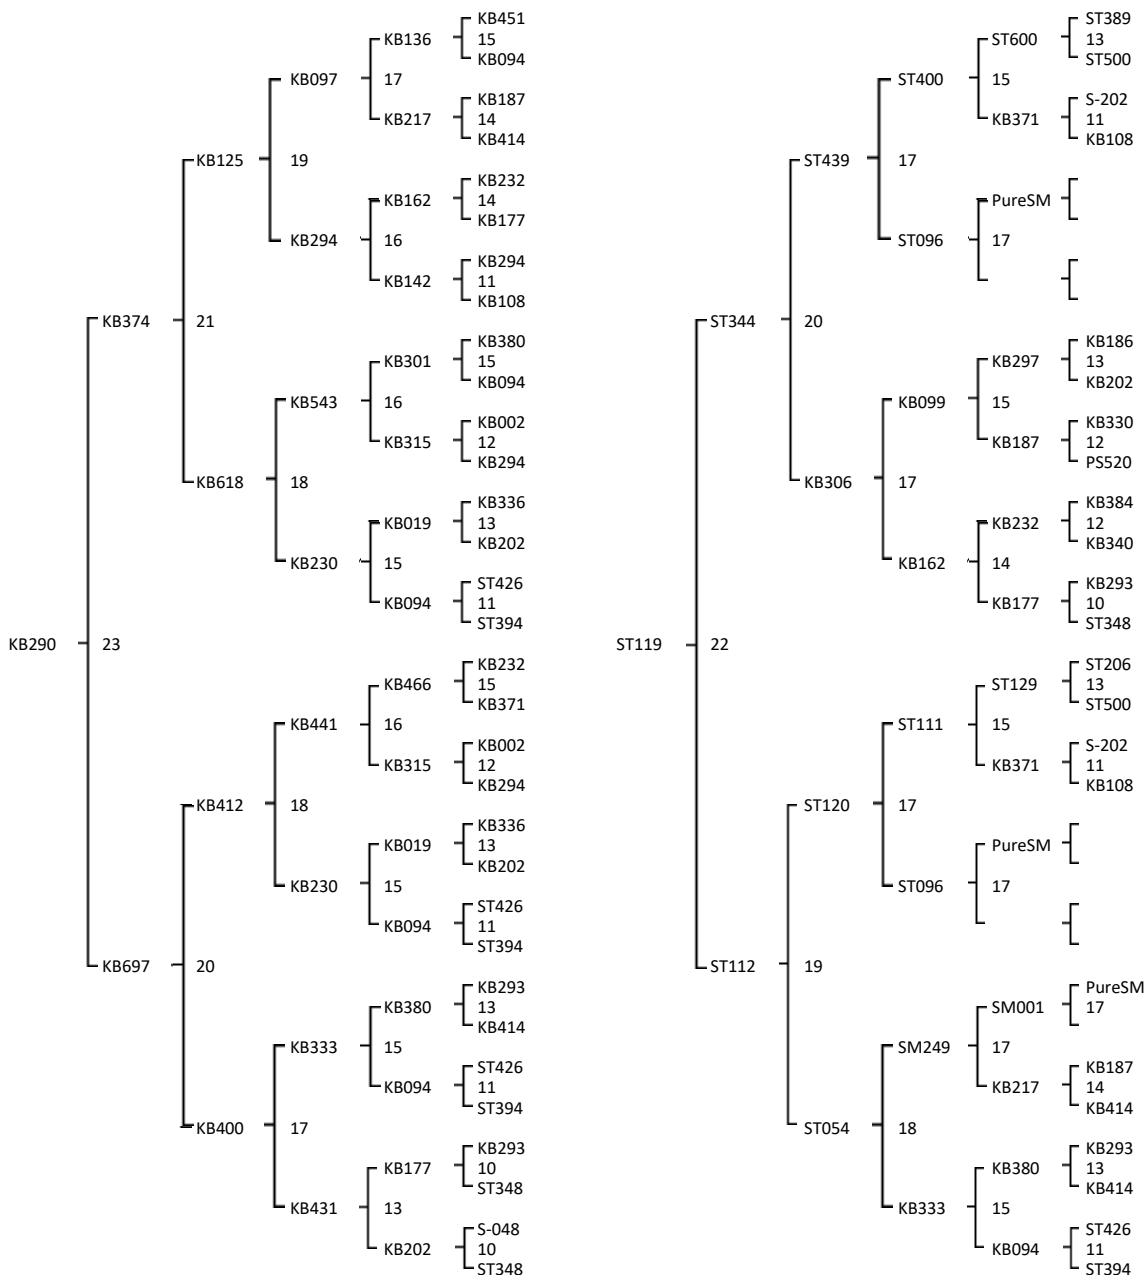 KB451
KB136 15
KB094
KB097 17
KB187
KB217 14
KB414
KB125 19
KB232
KB162 14
KB177
KB294 16
KB294
KB142 11
KB108
KB374 21
KB380
KB301 15
KB094
KB543 16
KB002
KB315 12
KB294
KB618 18
KB336
KB019 13
KB202
KB230 15
ST426
KB094 11
ST394
KB290 23
KB232
KB466 15
KB371
KB441 16
KB002
KB315 12
KB294
KB412 18
KB336
KB019 13
KB202
KB230 15
ST426
KB094 11
ST394
KB697 20
KB293
KB380 13
KB414
KB333 15
ST426
KB094 11
ST394
KB400 17
KB293
KB177 10
ST348
KB431 13
S-048
KB202 10
ST348
ST389
ST600 13
ST500
ST400 15
S-202
KB371 11
KB108
ST439 17
PureSM
ST096 17
ST344 20
KB186
KB297 13
KB202
KB099 15
KB330
KB187 12
PS520
KB306 17
KB384
KB232 12
KB340
KB162 14
KB293
KB177 10
ST348
ST119 22
ST206
ST129 13
ST500
ST111 15
S-202
KB371 11
KB108
ST120 17
PureSM
ST096 17
ST112 19
PureSM
SM001 17
SM249 17
KB187
KB217 14
KB414
ST054 18
KB293
KB380 13
KB414
KB333 15
ST426
KB094 11
ST394